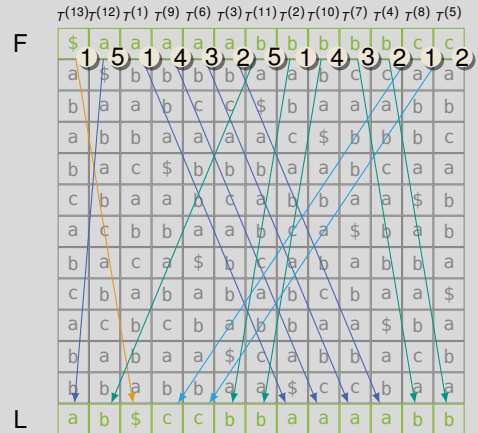 T(13) T(12) T(1) T(9) T(6) T(3) T(11) T(2) T(10) T(7) T(4) T(8) T(5)
F $ a a a a a b b b b b c c
1 5 1 4 3 2 5 1 4 3 2 1 2
a $ b b b b a a b c c a a
b a a b c c $ b a a a b b
a b b a a a a c $ b b b c
b a c $ b b b a a b c a a
c b a a b c a b b a a $ b
a c b b a a b c a $ b a b
b a c a $ b c a b a b b a
c b a b a b a b c b a a $
a c b c b a b b a a $ b a
b a b a a $ c a b b a c b
b b a b b a a $ c c b a a
L a b $ c c b b a a a a b b